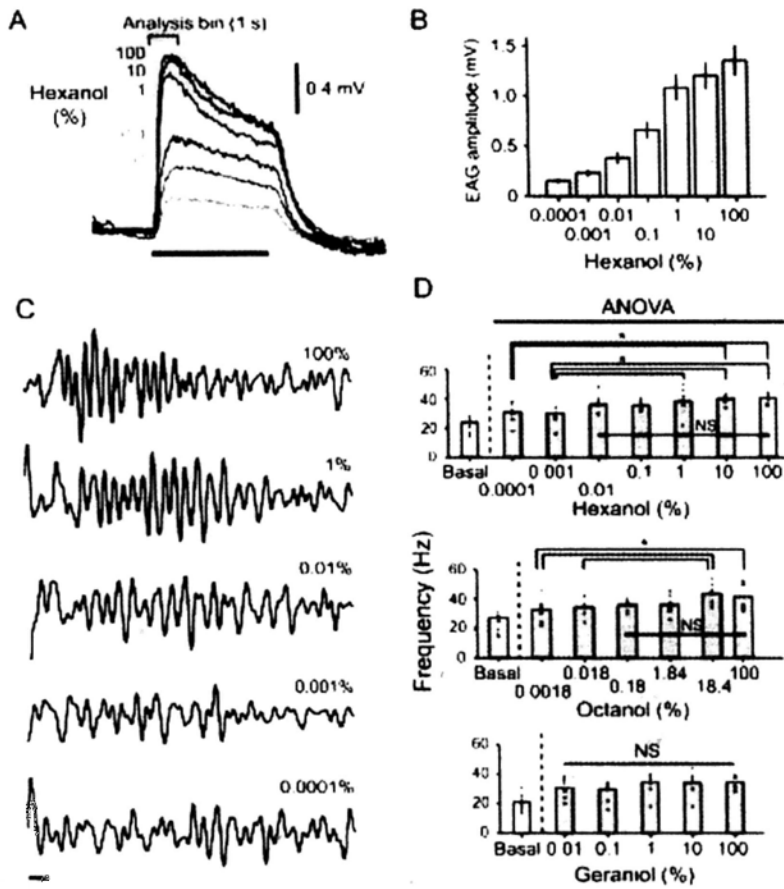 A
Analysis bin (1 s)
100
10
1
Hexanol
(%)
0.4 mV
B
EAG amplitude (mV)
1.5
1.0
0.5
0
0.0001 0.01 1 100
0.001 0.1 10
Hexanol (%)
C
100%
1%
0.01%
0.001%
0.0001%
D
ANOVA
*
*
60
40
20
0
NS
Basal 0.001 0.1 1 10 100
0.0001 0.01
Hexanol (%)
Frequency (Hz)
*
60
40
20
0
NS
Basal 0.018 1.84 100
0.0018 0.18 18.4
Octanol (%)
60
40
20
0
NS
Basal 0 01 0.1 1 10 100
Geraniol (%)